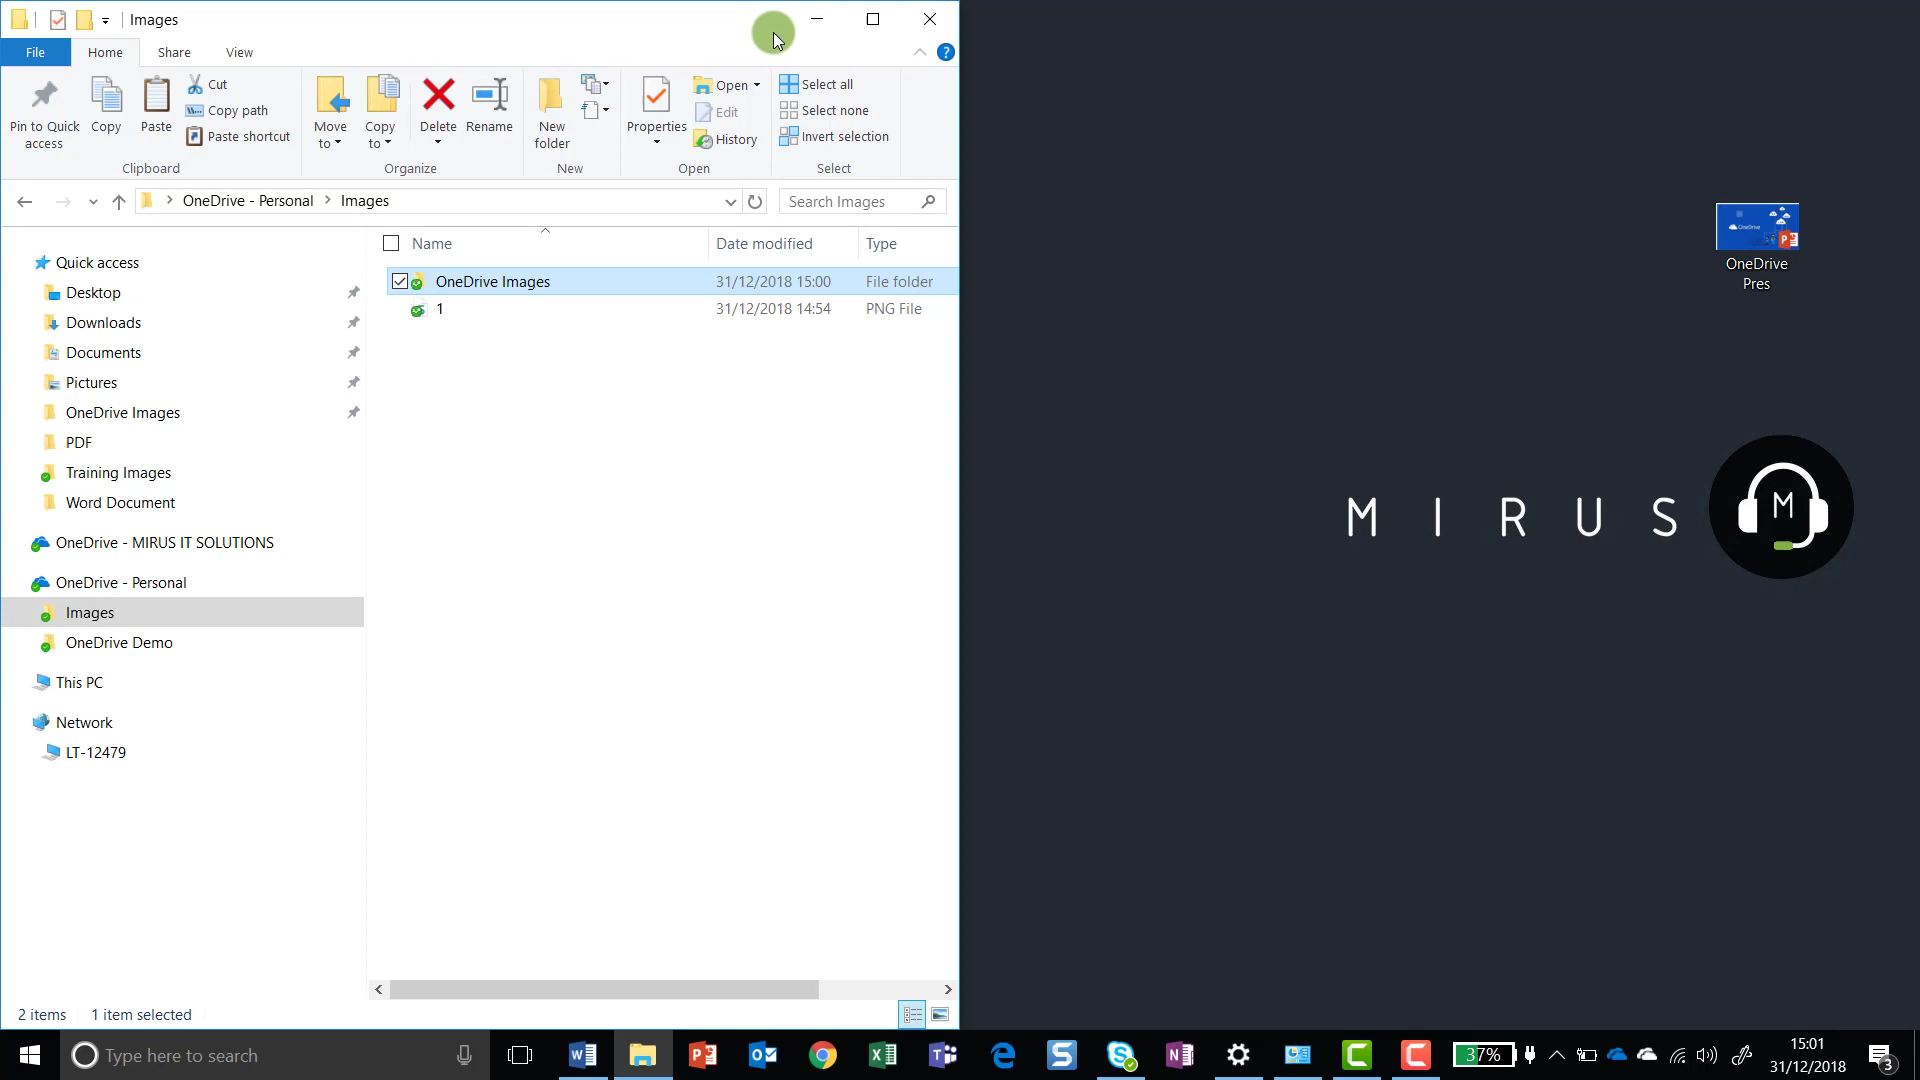 Images
File
Home
Share
View
Pin to Quick access
Copy
Paste
Cut
Copy path
Paste shortcut
Clipboard
Move to
Copy to
Delete
Rename
Organize
New folder
New
Properties
Open
Edit
History
Open
Select all
Select none
Invert selection
Select
OneDrive - Personal > Images
Search Images
Name
Date modified
Type
OneDrive Images 31/12/2018 15:00 File folder
1 31/12/2018 14:54 PNG File
Quick access
Desktop
Downloads
Documents
Pictures
OneDrive Images
PDF
Training Images
Word Document
OneDrive - MIRUS IT SOLUTIONS
OneDrive - Personal
Images
OneDrive Demo
This PC
Network
LT-12479
2 items
1 item selected
OneDrive
OneDrive
Pres
MIRUS
M
Type here to search
37%
15:01
31/12/2018
3